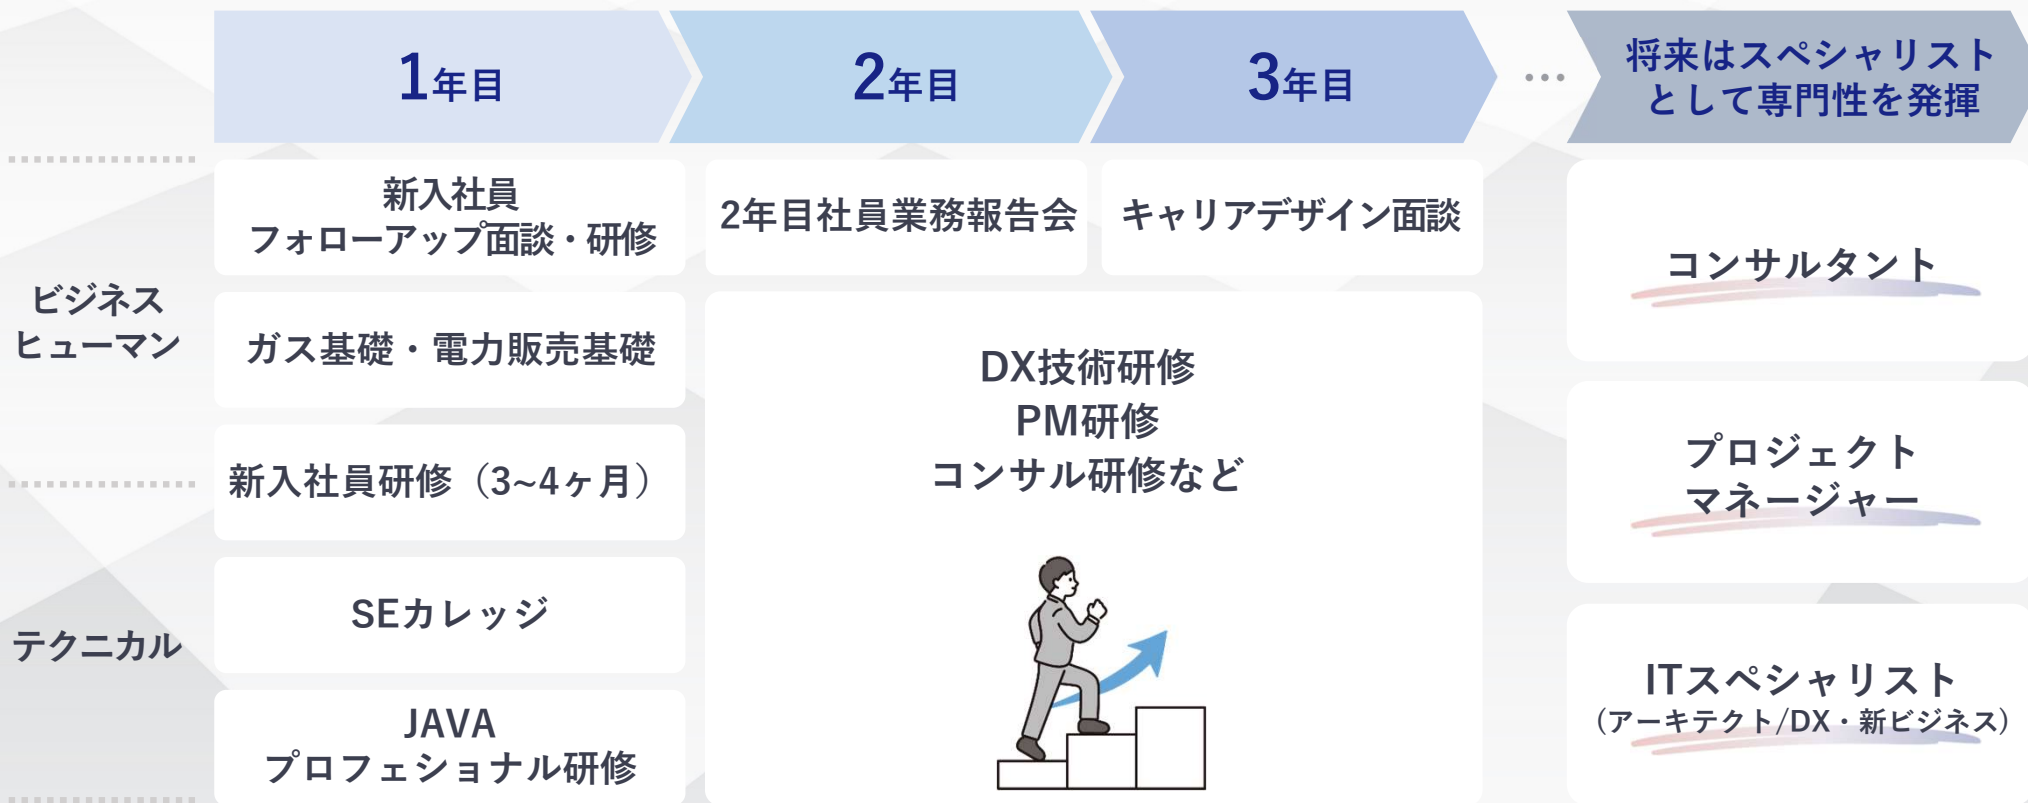 1年目
2年目
3年目
…
将来はスペシャリスト
として専門性を発揮
ビジネス
ヒューマン
新入社員
フォローアップ面談・研修
2年目社員業務報告会
キャリアデザイン面談
ガス基礎・電力販売基礎
新入社員研修（3~4ヶ月）
DX技術研修
PM研修
コンサル研修など
テクニカル
SEカレッジ
JAVA
プロフェショナル研修
コンサルタント
プロジェクト
マネージャー
ITスペシャリスト
（アーキテクト/DX・新ビジネス）